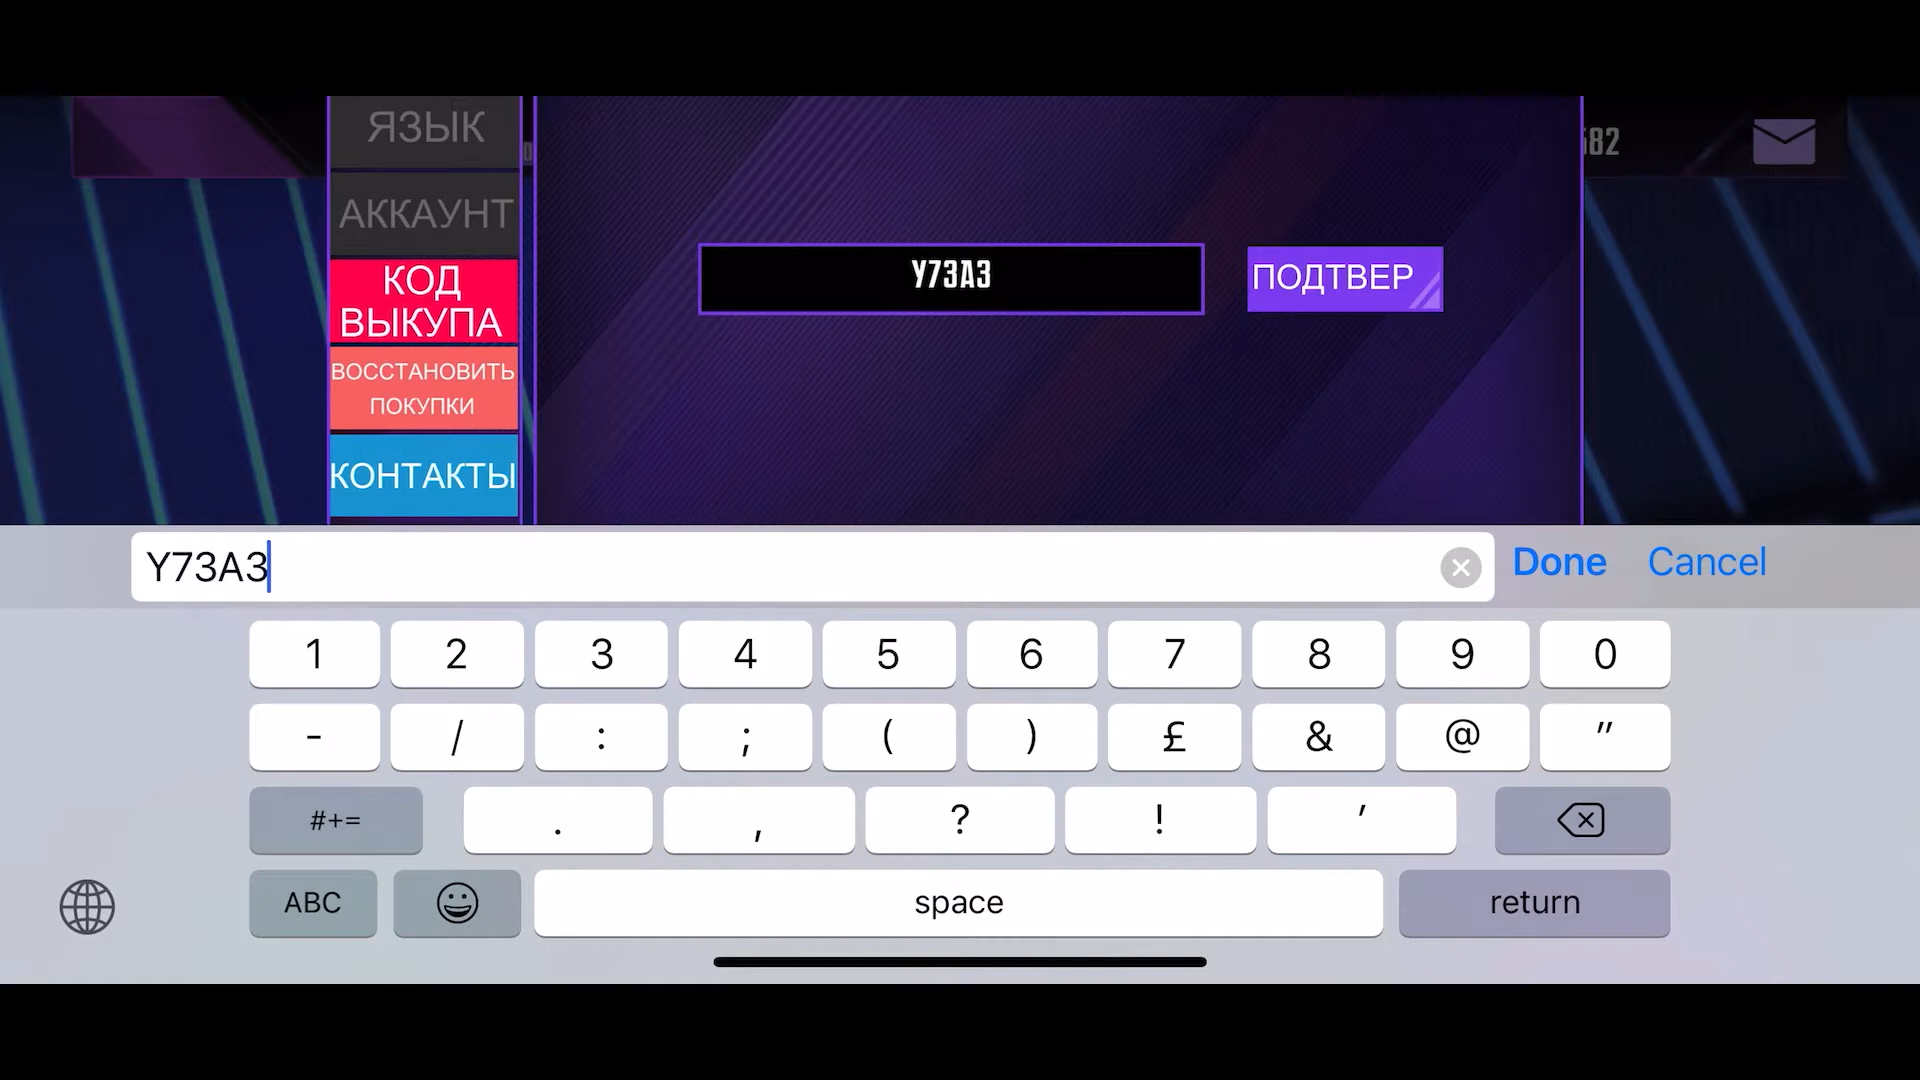 ЯЗЫК
АККАУНТ
КОД
ВЫКУПА
ВОССТАНОВИТЬ
ПОКУПКИ
КОНТАКТЫ
Y73A3
ПОДТВЕР
582
Y73A3
Done
Cancel
1 2 3 4 5 6 7 8 9 0
- / : ; ( ) £ & @ "
#+= . , ? ! '
ABC space return